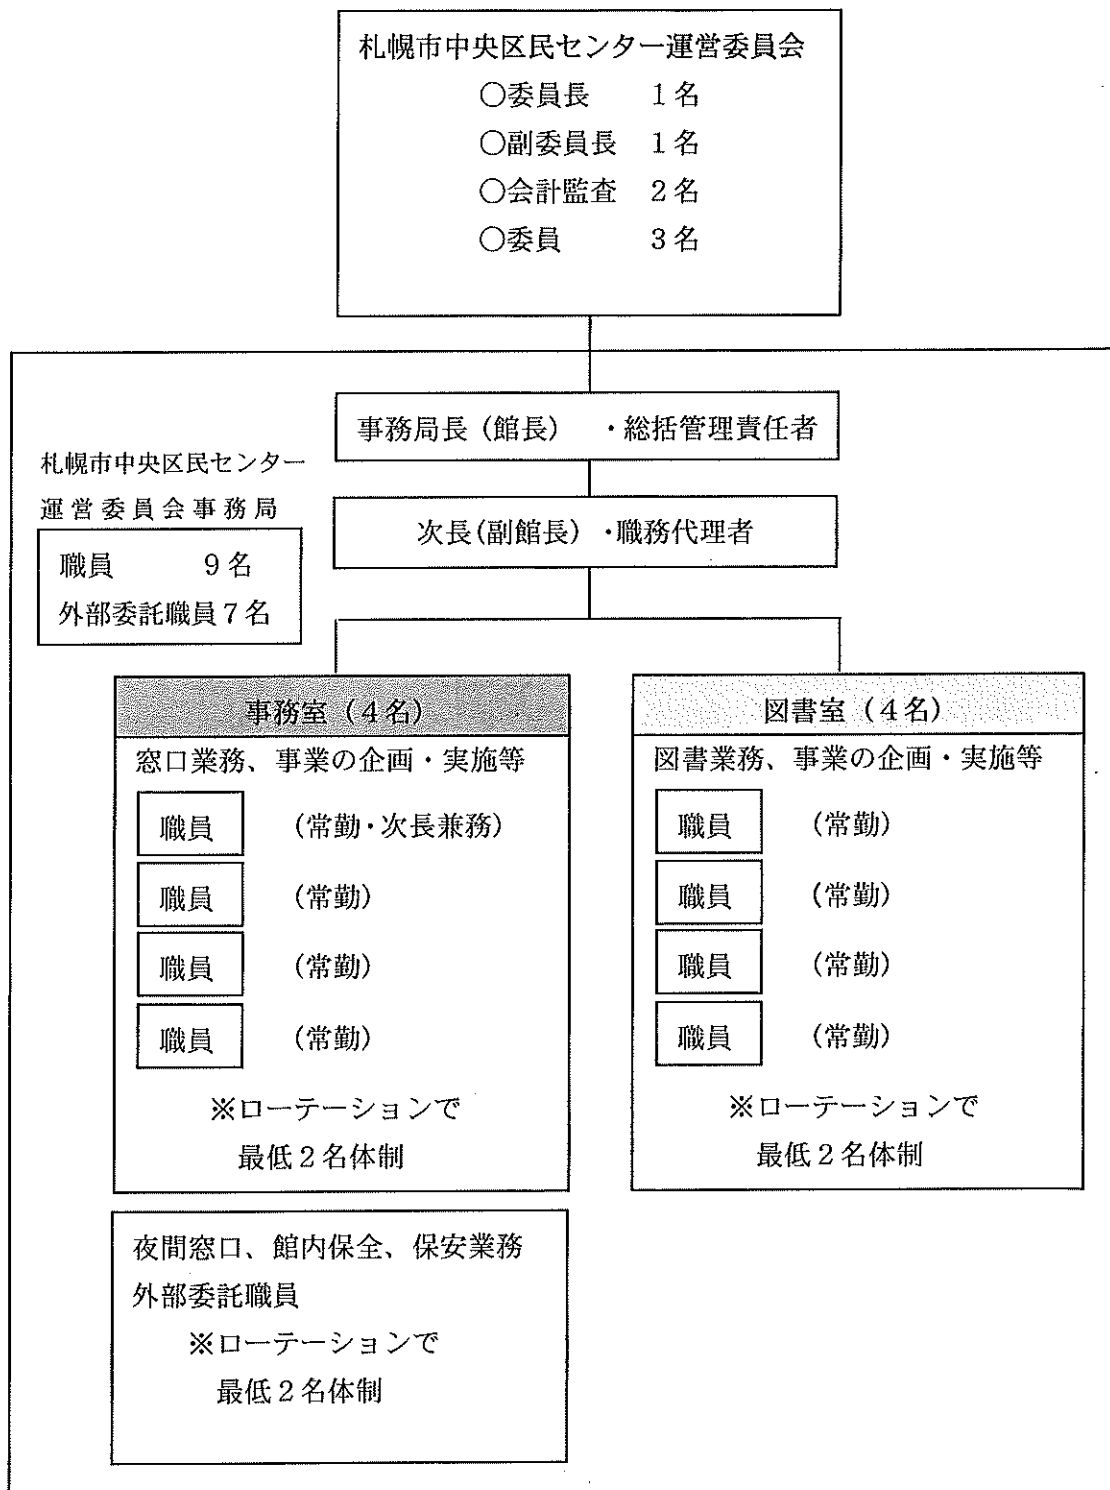 札幌市中央区民センター運営委員会
○委員長 1名
○副委員長 1名
○会計監査 2名
○委員 3名
事務局長(館長) ・総括管理責任者
札幌市中央区民センター
運営委員会事務局
次長(副館長)・職務代理者
職員 9名
外部委託職員7名
事務室(4名)
窓口業務、事業の企画・実施等
職員 (常勤・次長兼務)
職員 (常勤)
職員 (常勤)
職員 (常勤)
※ローテーションで
最低2名体制
図書室(4名)
図書業務、事業の企画・実施等
職員 (常勤)
職員 (常勤)
職員 (常勤)
職員 (常勤)
※ローテーションで
最低2名体制
夜間窓口、館内保全、保安業務
外部委託職員
※ローテーションで
最低2名体制